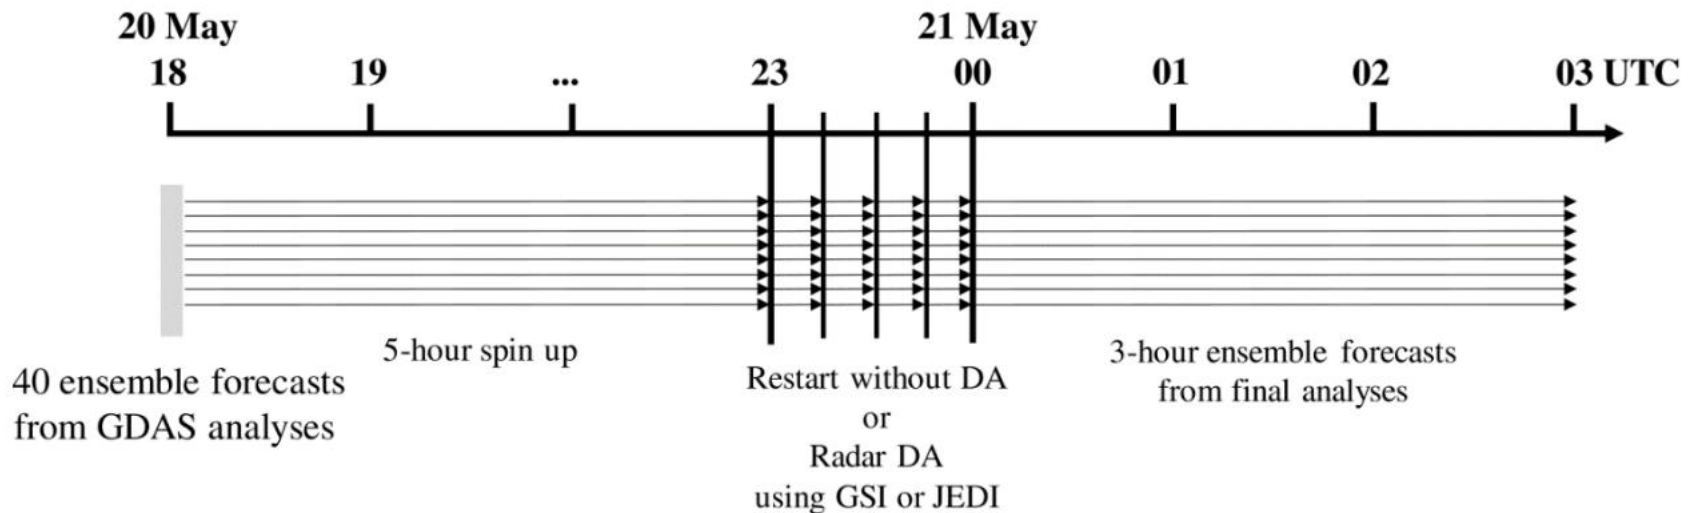 20 May
21 May
18
19
...
23
00
01
02
03 UTC
5-hour spin up
40 ensemble forecasts
from GDAS analyses
Restart without DA
or
Radar DA
using GSI or JEDI
3-hour ensemble forecasts
from final analyses